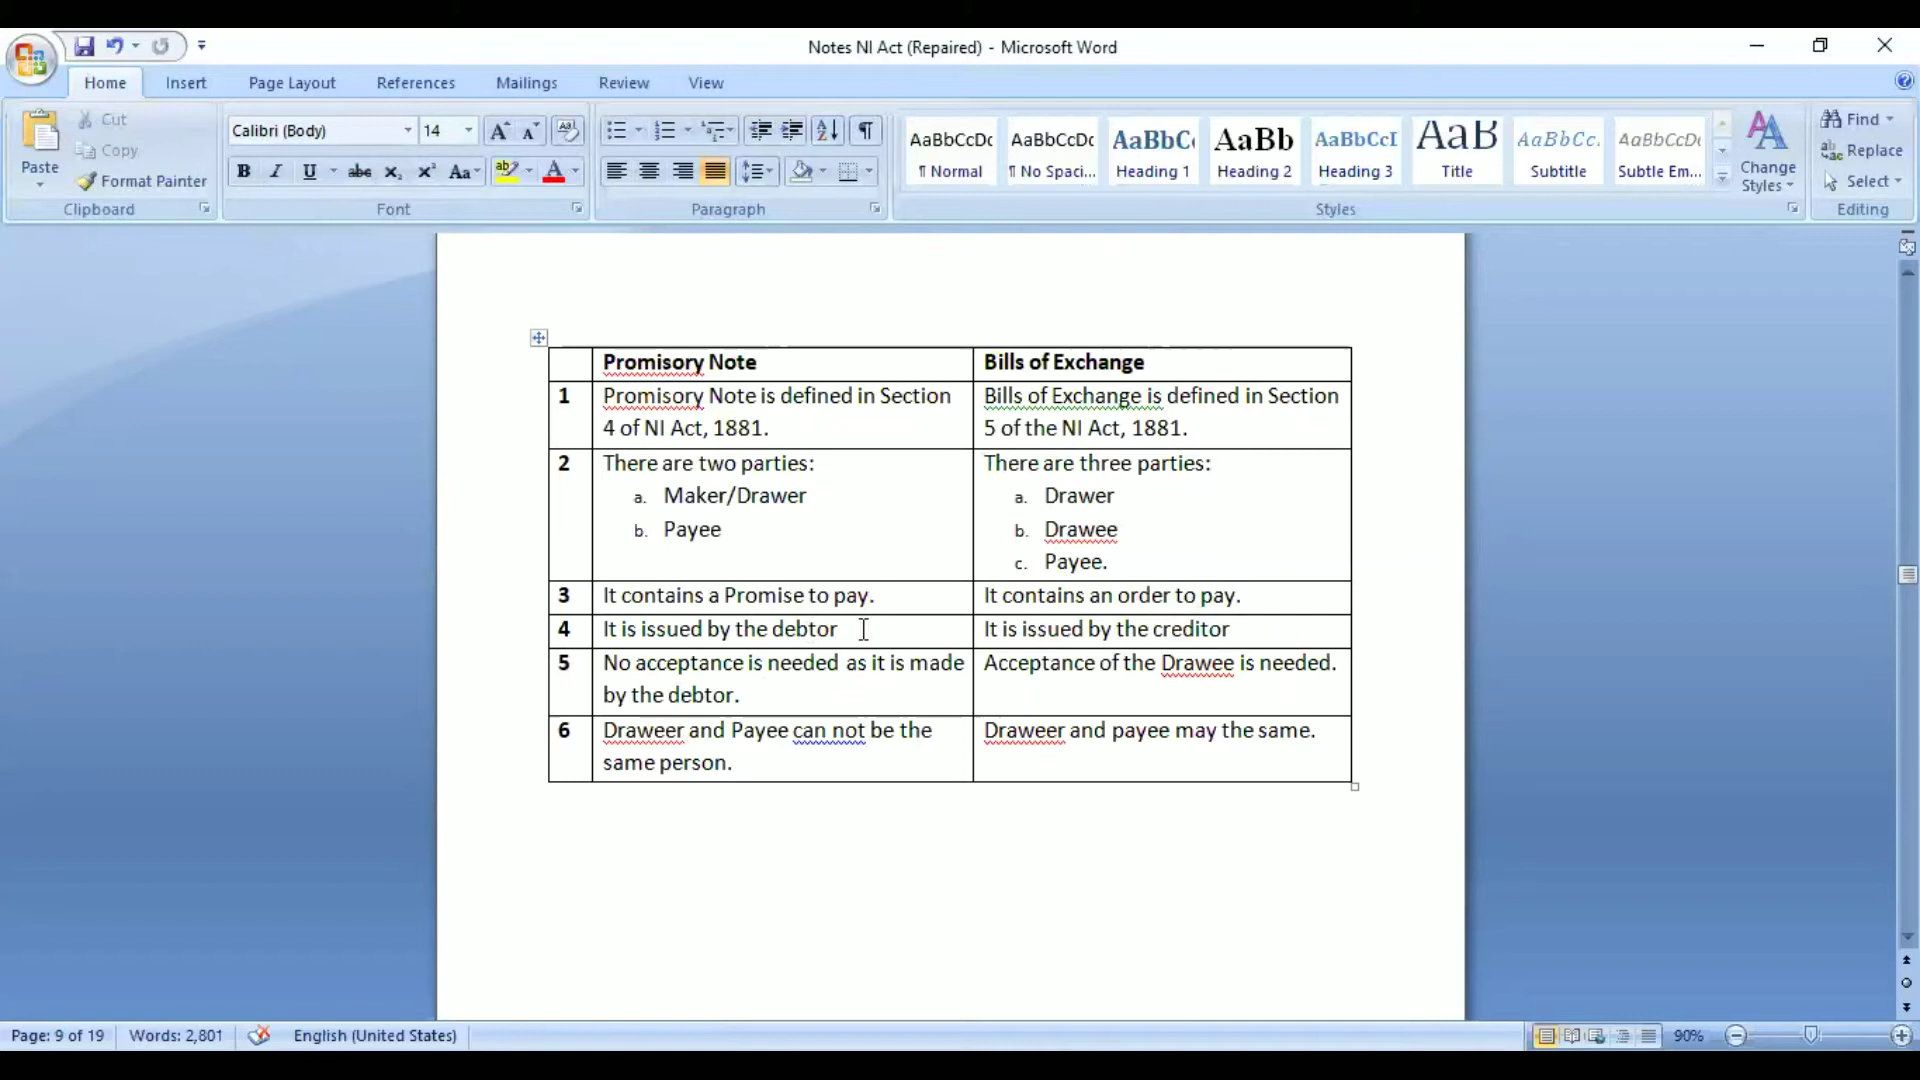 Notes NI Act (Repaired) - Microsoft Word
Home Insert Page Layout References Mailings Review View
Paste
Cut
Copy
Format Painter
Clipboard
Calibri (Body) 14
B I U abc X₂ X² Aa ab A
Font
Paragraph
AaBbCcDc AaBbCcDc AaBbC AaBb AaBbCcI AaB AaBbCc. AaBbCcDc
¶ Normal ¶ No Spaci... Heading 1 Heading 2 Heading 3 Title Subtitle Subtle Em...
Change
Styles
Styles
Find
Replace
Select
Editing
Promisory Note Bills of Exchange
1 Promisory Note is defined in Section
4 of NI Act, 1881.
Bills of Exchange is defined in Section
5 of the NI Act, 1881.
2 There are two parties:
a. Maker/Drawer
b. Payee
There are three parties:
a. Drawer
b. Drawee
c. Payee.
3 It contains a Promise to pay. It contains an order to pay.
4 It is issued by the debtor It is issued by the creditor
5 No acceptance is needed as it is made
by the debtor.
Acceptance of the Drawee is needed.
6 Draweer and Payee can not be the
same person.
Draweer and payee may the same.
Page: 9 of 19 Words: 2,801 English (United States) 90%